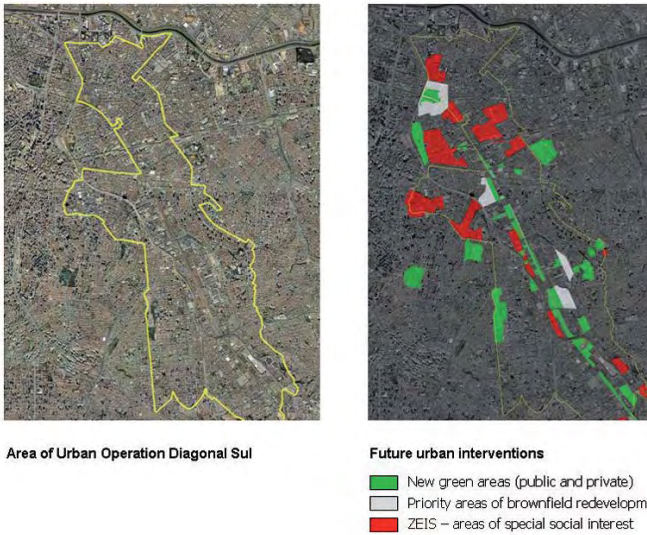 Area of Urban Operation Diagonal Sul
Future urban interventions
New green areas (public and private)
Priority areas of brownfield redevelopm
ZEIS – areas of special social interest